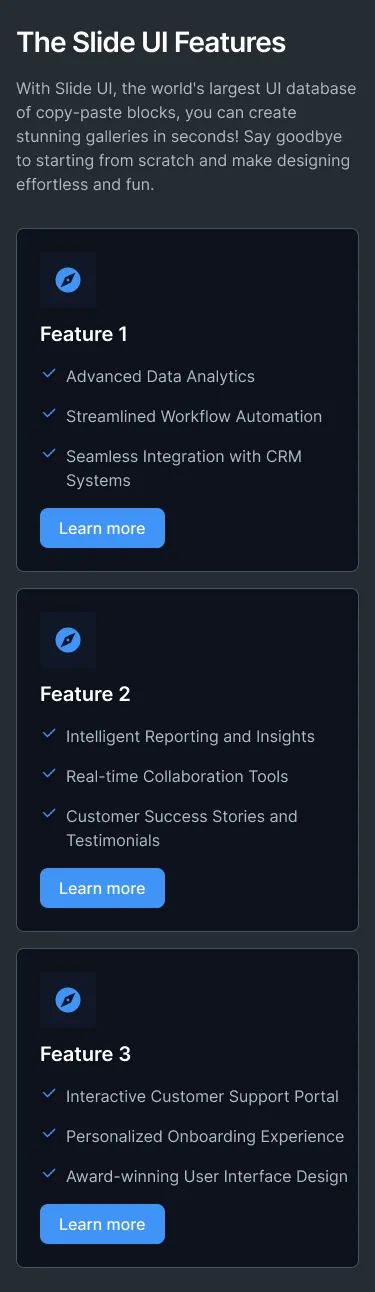 The Slide UI Features
With Slide UI, the world's largest UI database
of copy-paste blocks, you can create
stunning galleries in seconds! Say goodbye
to starting from scratch and make designing
effortless and fun.
Feature 1
Advanced Data Analytics
Streamlined Workflow Automation
Seamless Integration with CRM
Systems
Learn more
Feature 2
Intelligent Reporting and Insights
Real-time Collaboration Tools
Customer Success Stories and
Testimonials
Learn more
Feature 3
Interactive Customer Support Portal
Personalized Onboarding Experience
Award-winning User Interface Design
Learn more